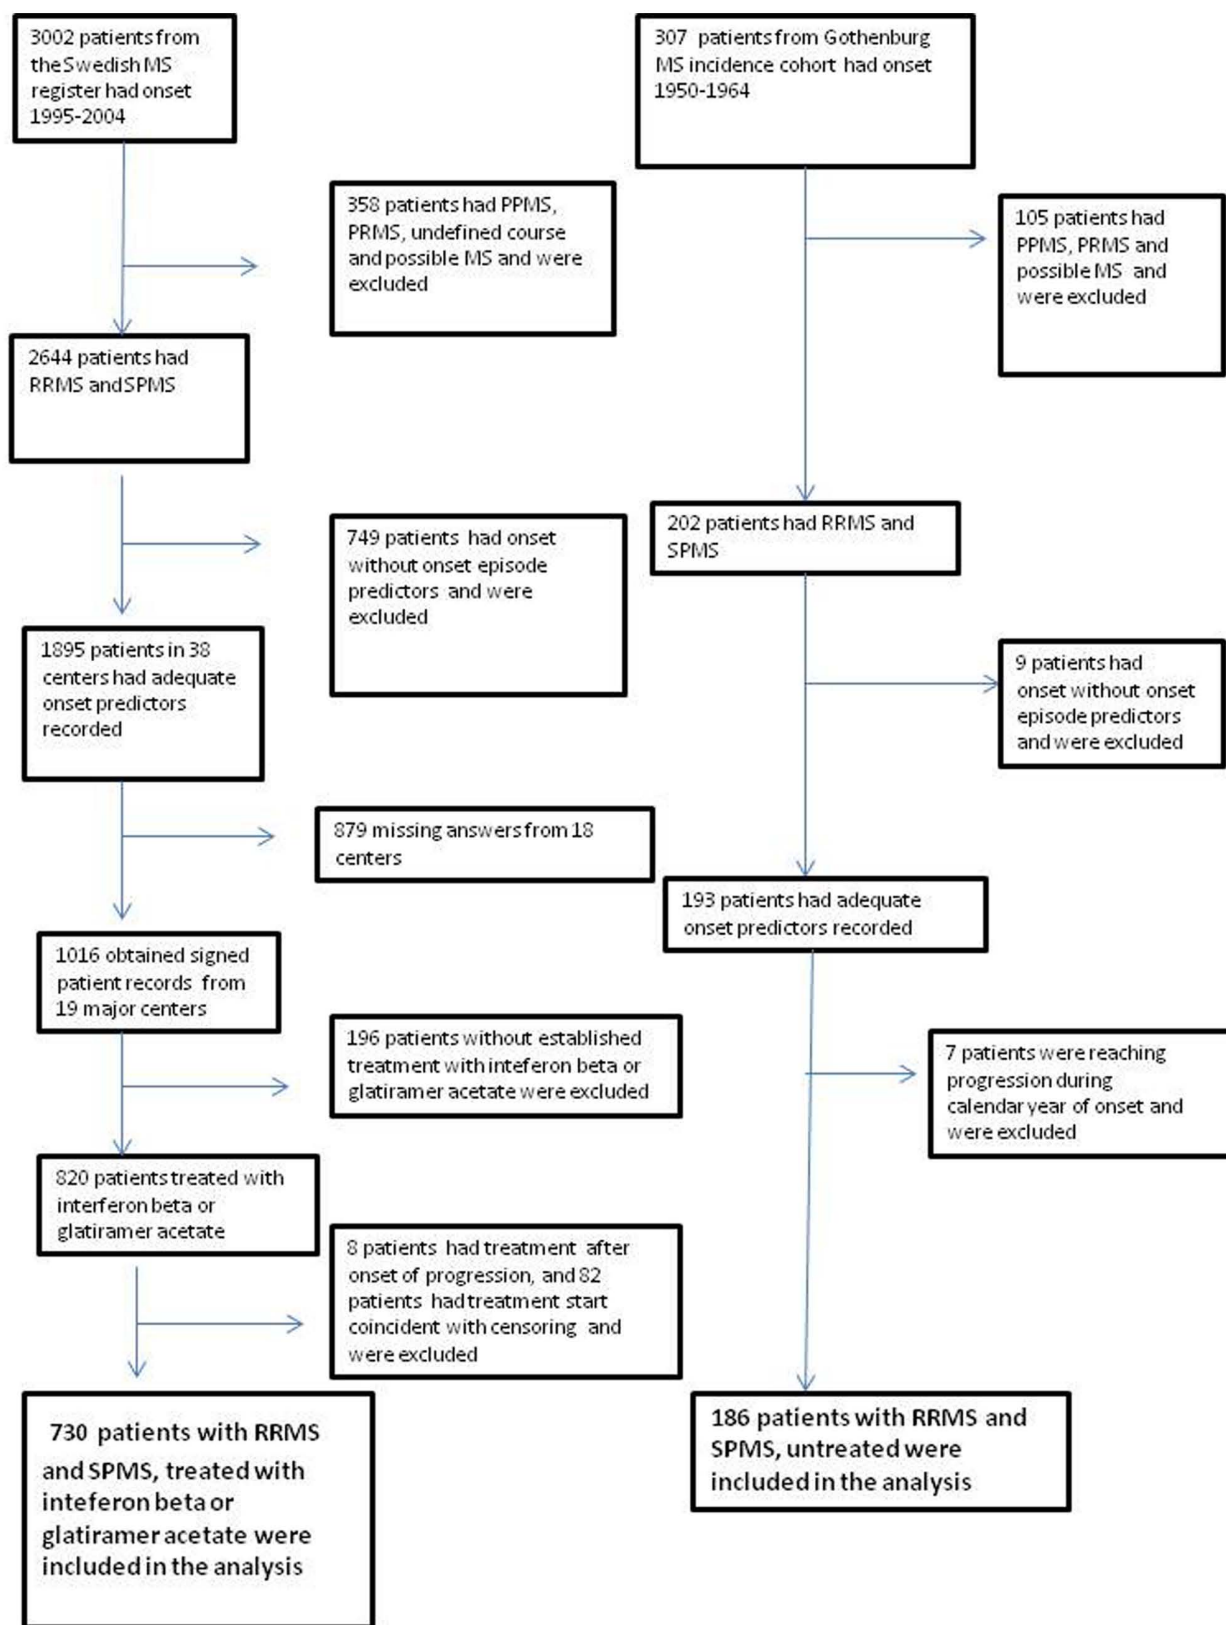 3002 patients from
the Swedish MS
register had onset
1995-2004
358 patients had PPMS,
PRMS, undefined course
and possible MS and were
excluded
2644 patients had
RRMS and SPMS
749 patients had onset
without onset episode
predictors and were
excluded
1895 patients in 38
centers had adequate
onset predictors
recorded
879 missing answers from 18
centers
1016 obtained signed
patient records from
19 major centers
196 patients without established
treatment with inteferon beta or
glatiramer acetate were excluded
820 patients treated with
interferon beta or
glatiramer acetate
8 patients had treatment after
onset of progression, and 82
patients had treatment start
coincident with censoring and
were excluded
730 patients with RRMS
and SPMS, treated with
inteferon beta or
glatiramer acetate were
included in the analysis
307 patients from Gothenburg
MS incidence cohort had onset
1950-1964
105 patients had
PPMS, PRMS and
possible MS and
were excluded
202 patients had RRMS and
SPMS
9 patients had
onset without onset
episode predictors
and were excluded
193 patients had adequate
onset predictors recorded
7 patients were reaching
progression during
calendar year of onset and
were excluded
186 patients with RRMS and
SPMS, untreated were
included in the analysis